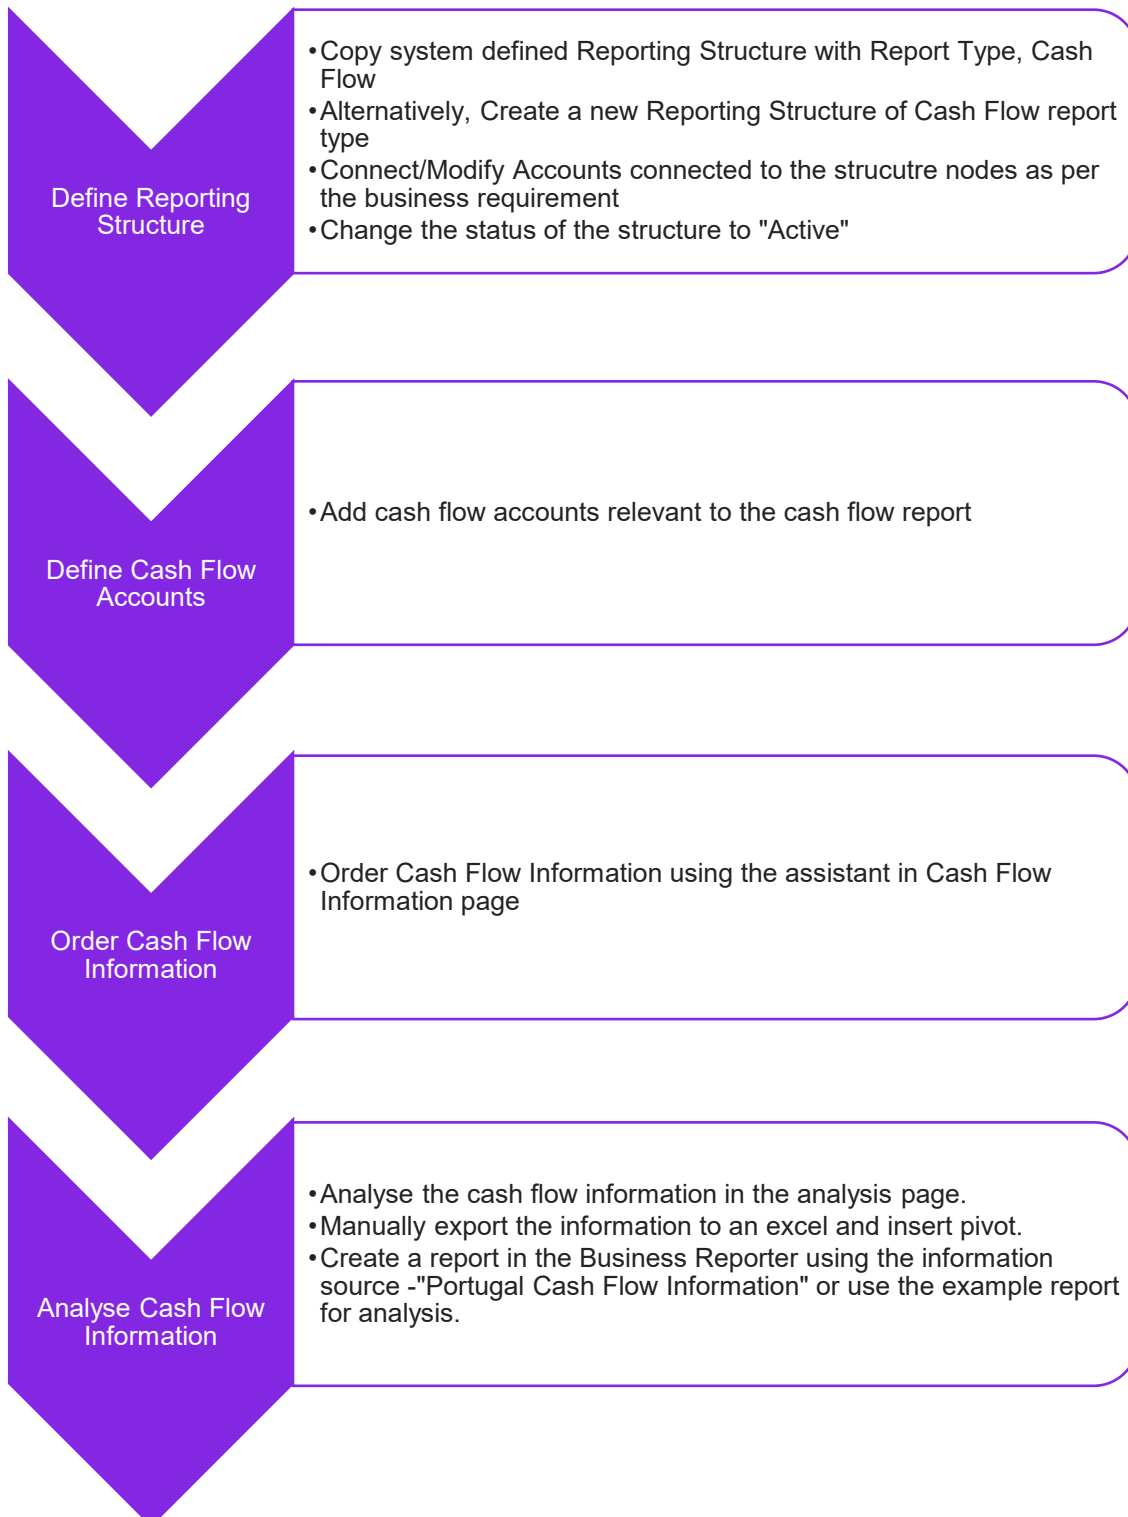 Define Reporting
Structure
•Copy system defined Reporting Structure with Report Type, Cash
Flow
•Alternatively, Create a new Reporting Structure of Cash Flow report
type
•Connect/Modify Accounts connected to the strucutre nodes as per
the business requirement
•Change the status of the structure to "Active"
Define Cash Flow
Accounts
•Add cash flow accounts relevant to the cash flow report
Order Cash Flow
Information
•Order Cash Flow Information using the assistant in Cash Flow
Information page
Analyse Cash Flow
Information
•Analyse the cash flow information in the analysis page.
•Manually export the information to an excel and insert pivot.
•Create a report in the Business Reporter using the information
source -"Portugal Cash Flow Information" or use the example report
for analysis.